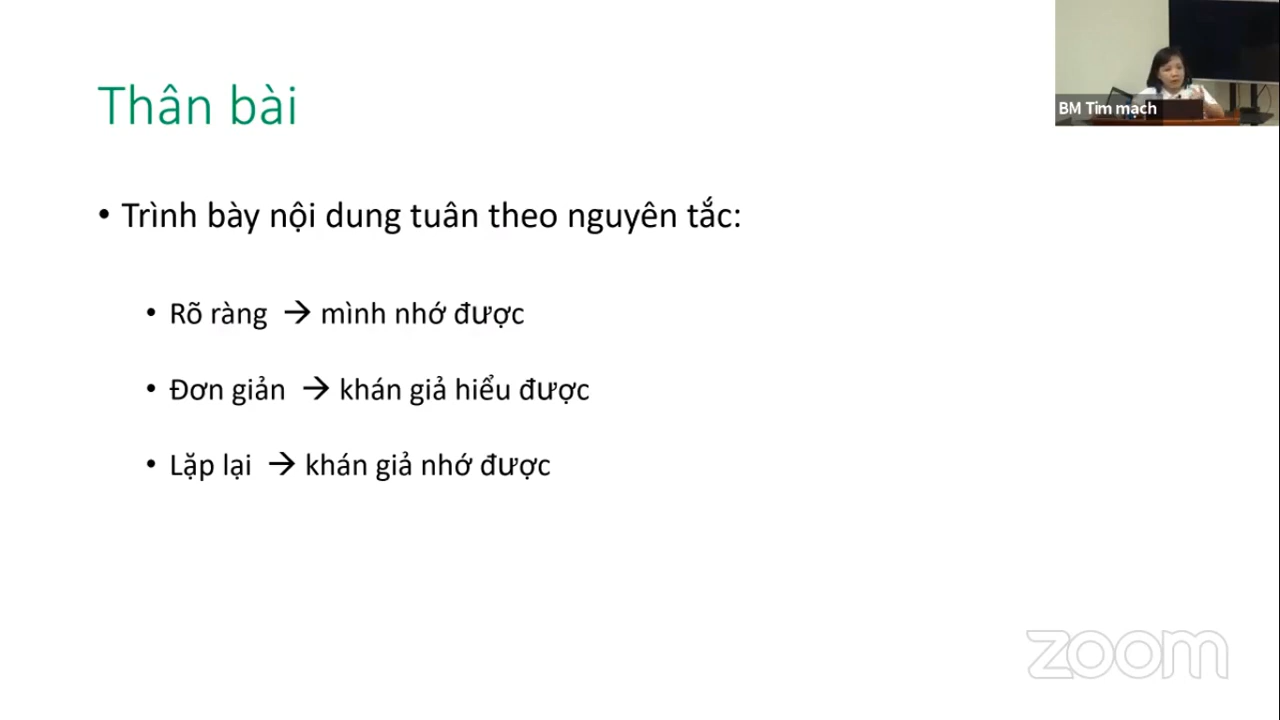 Thân bài
BM Tim mạch
• Trình bày nội dung tuân theo nguyên tắc:
• Rõ ràng → mình nhớ được
• Đơn giản → khán giả hiểu được
• Lặp lại → khán giả nhớ được
zoom